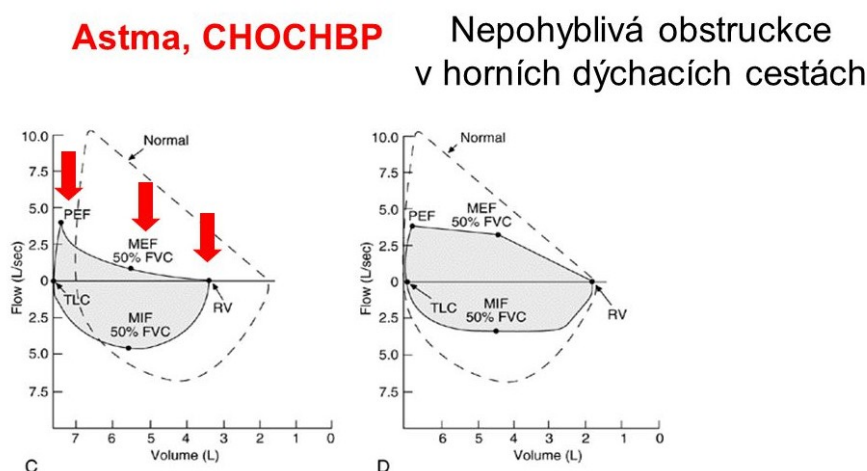 Astma, CHOCHBP
Nepohyblivá obstruckce
v horních dýchacích cestách
10.0
7.5
5.0
2.5
0
2.5
5.0
7.5
Flow (L/sec)
Normal
PEF
MEF
50% FVC
TLC
MIF
50% FVC
RV
7 6 5 4 3 2 1
Volume (L)
C
10.0
7.5
5.0
2.5
0
2.5
5.0
7.5
Flow (L/sec)
Normal
PEF
MEF
50% FVC
TLC
MIF
50% FVC
RV
6 5 4 3 2 1 0
Volume (L)
D